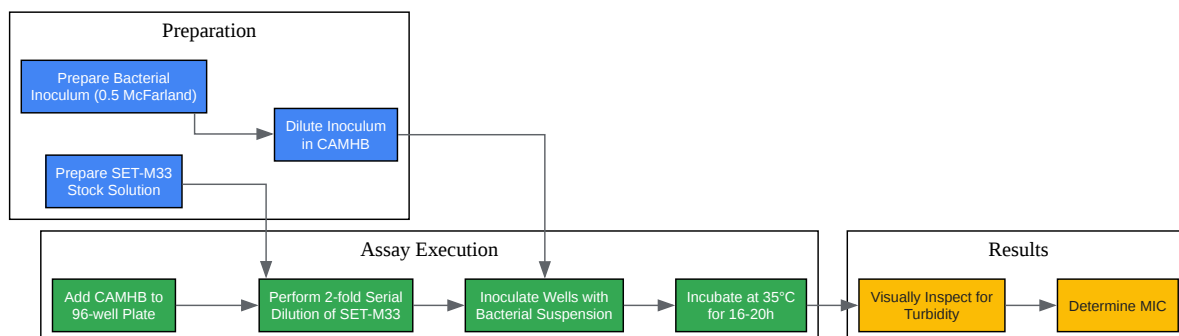 Preparation
Prepare Bacterial
Inoculum (0.5 McFarland)
Dilute Inoculum
in CAMHB
Prepare SET-M33
Stock Solution
Assay Execution
Add CAMHB to
96-well Plate
Perform 2-fold Serial
Dilution of SET-M33
Inoculate Wells with
Bacterial Suspension
Incubate at 35°C
for 16-20h
Results
Visually Inspect for
Turbidity
Determine MIC